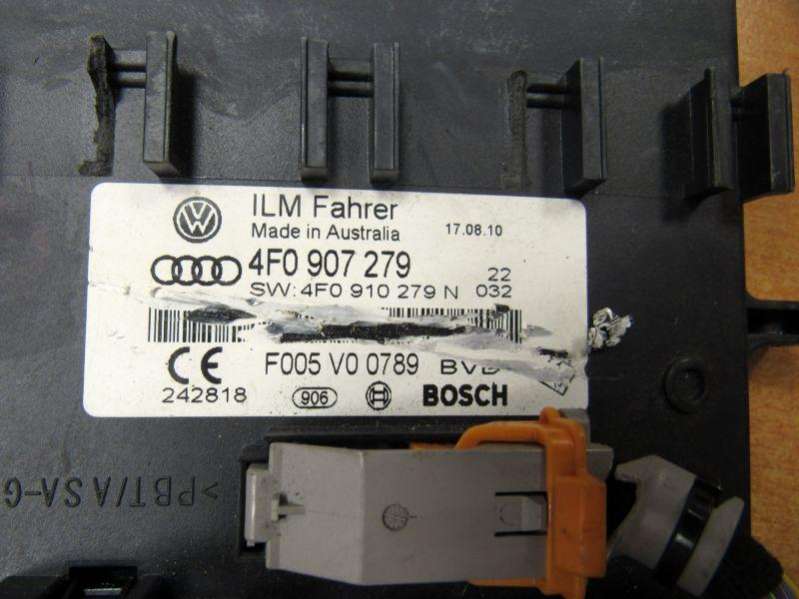 ILM Fahrer
Made in Australia
17.08.10
4F0 907 279
22
SW: 4F0 910 279 N 032
F005 V0 0789
CE
242818
906
BOSCH
>PBT/ASA-G